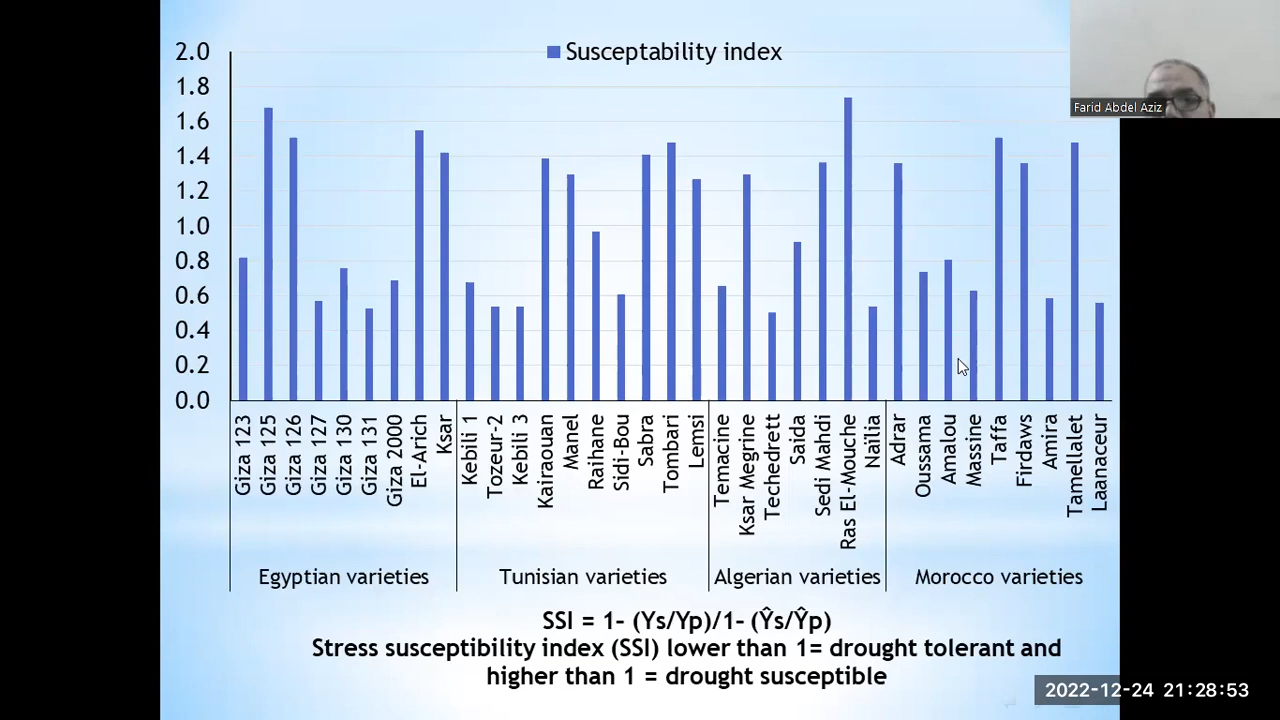 Susceptability index
2.0
1.8
1.6
1.4
1.2
1.0
0.8
0.6
0.4
0.2
0.0
Giza 123
Giza 125
Giza 126
Giza 127
Giza 130
Giza 131
Giza 2000
El-Arich
Ksar
Kebili 1
Tozeur-2
Kebili 3
Kairaouan
Manel
Raihane
Sidi-Bou
Sabra
Tombari
Lemsi
Temacine
Ksar Megrine
Techedrett
Saida
Sedi Mahdi
Ras El-Mouche
Naïlia
Adrar
Oussama
Amalou
Massine
Taffa
Firdaws
Amira
Tamellalet
Laanaceur
Egyptian varieties
Tunisian varieties
Algerian varieties
Morocco varieties
SSI = 1- (Ys/Yp)/1- (Ŷs/Ŷp)
Stress susceptibility index (SSI) lower than 1= drought tolerant and
higher than 1 = drought susceptible
Farid Abdel Aziz
2022-12-24 21:28:53